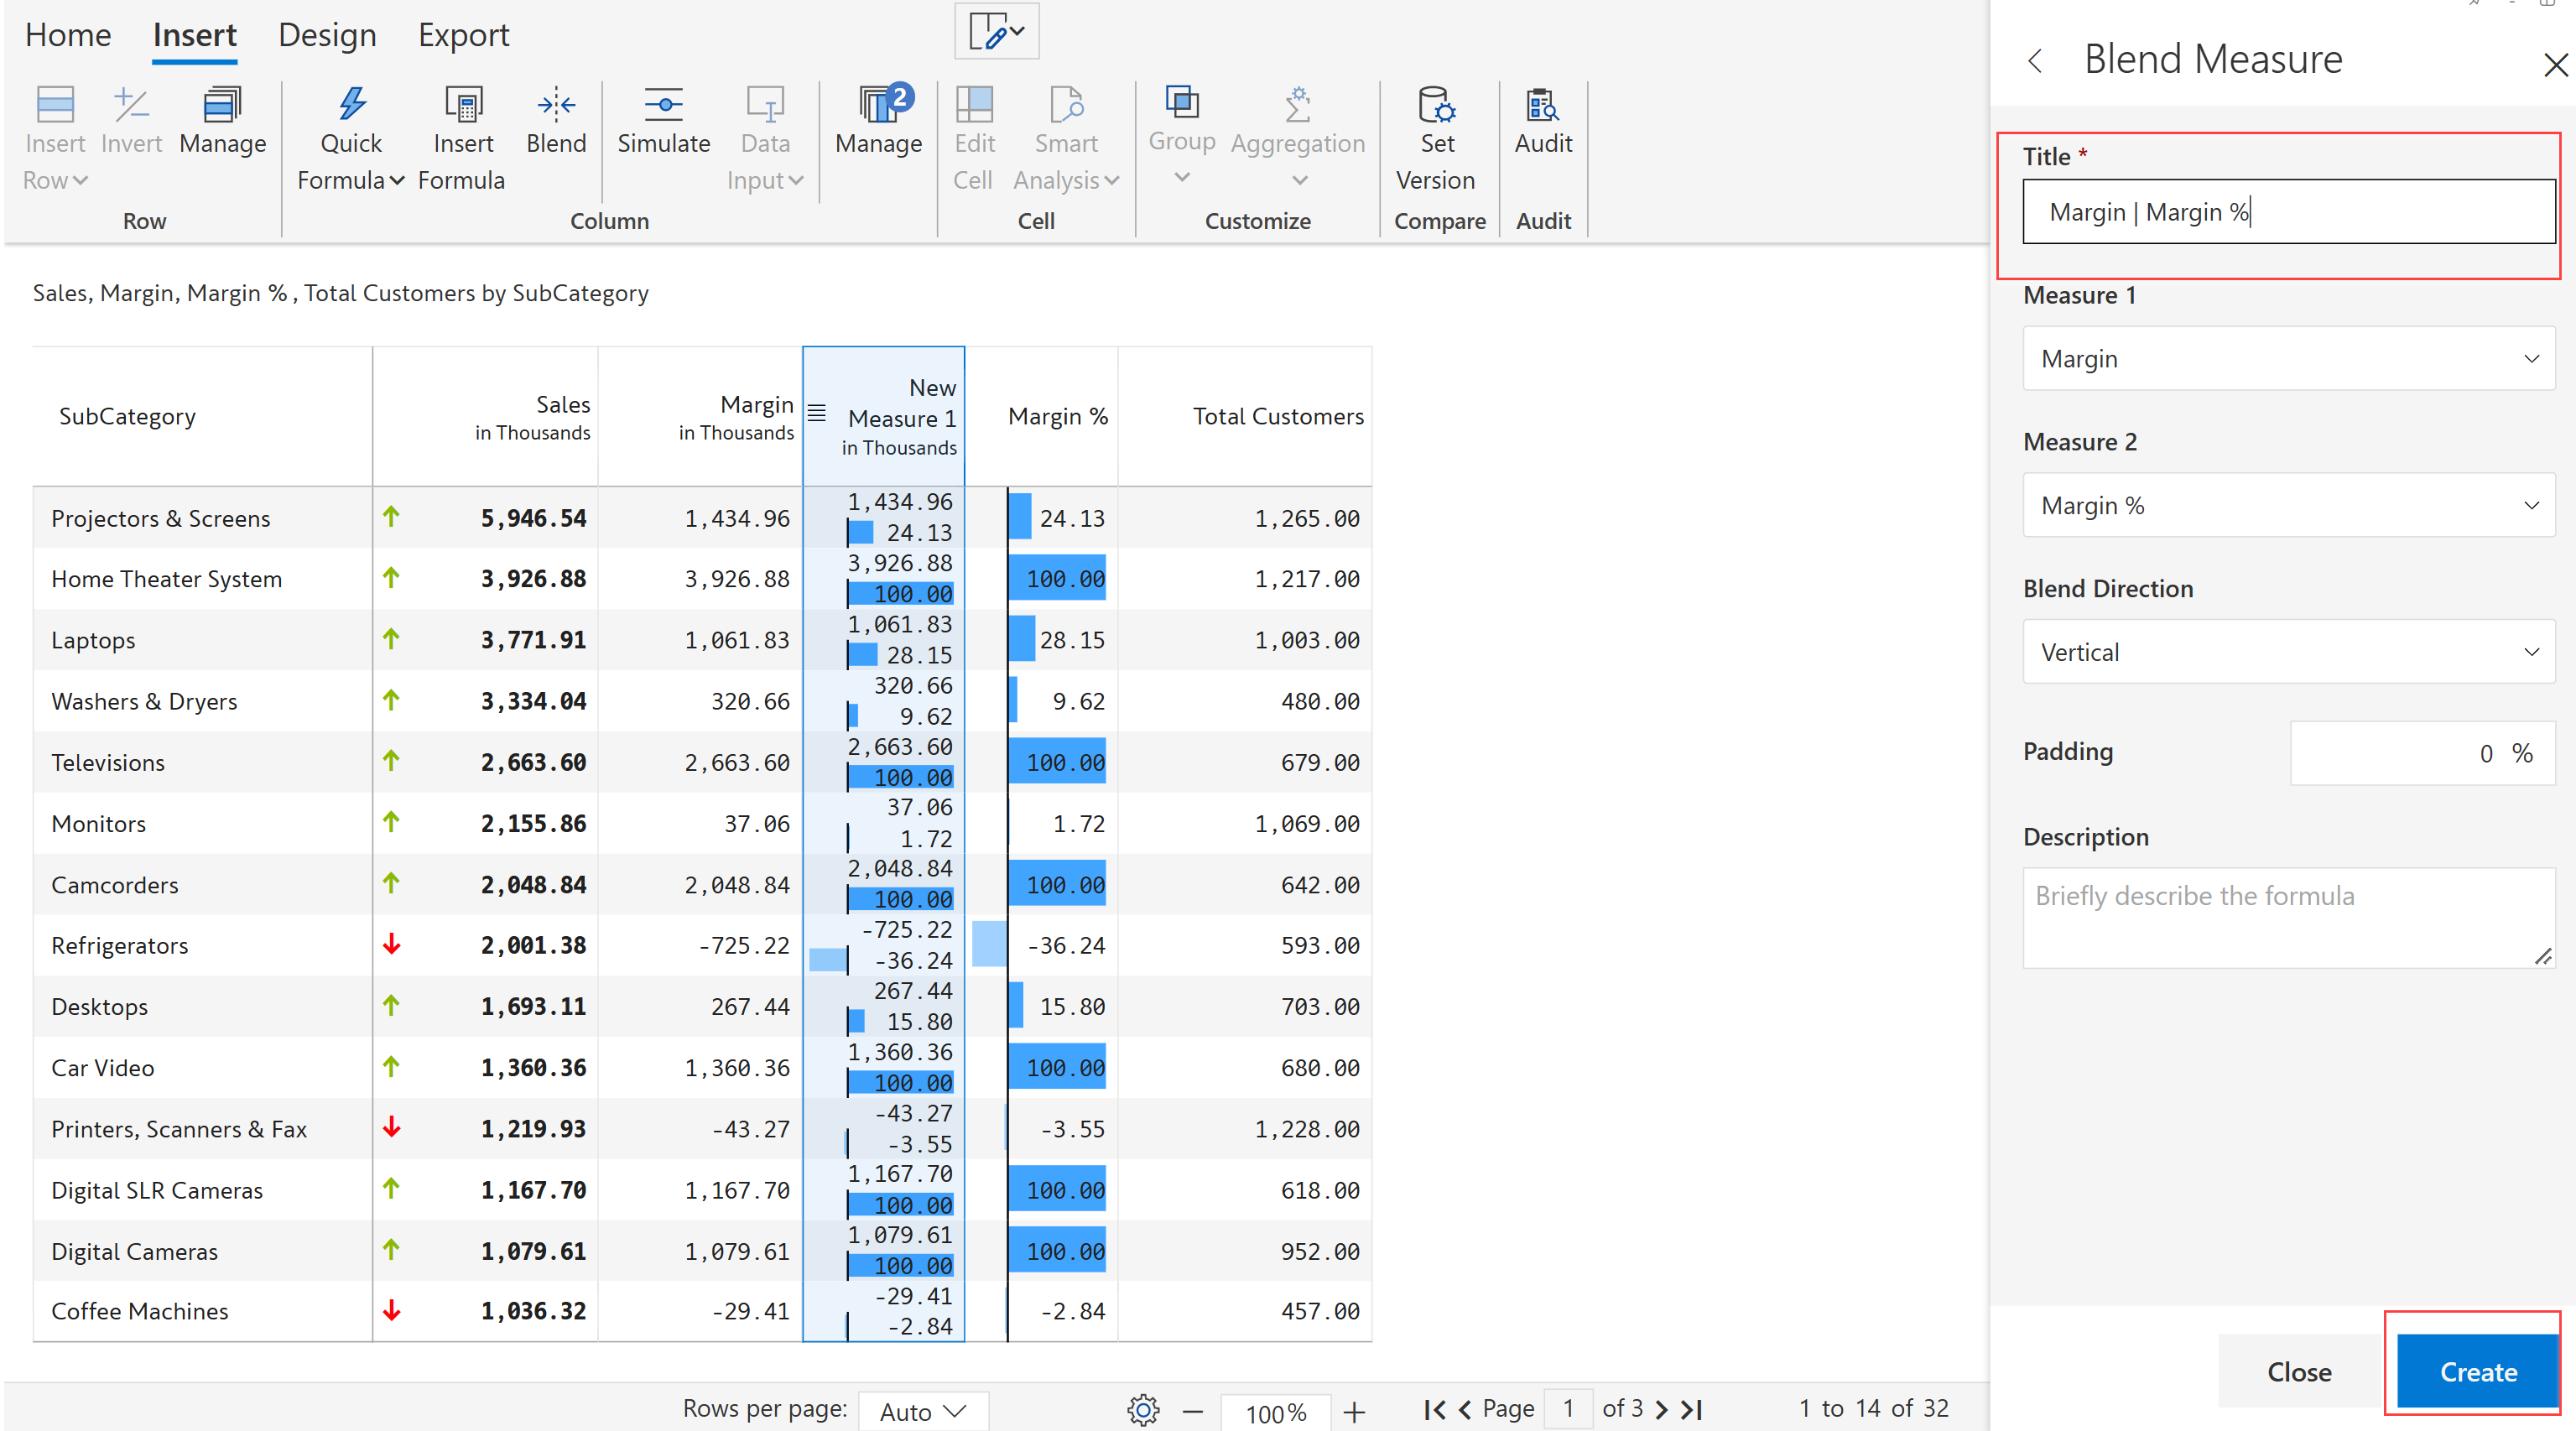 Home Insert Design Export
Insert Row
Invert
Manage
Row
Quick Formula
Insert Formula
Blend
Simulate
Data Input
Manage
2
Column
Edit Cell
Smart Analysis
Cell
Group
Aggregation
Customize
Set Version
Compare
Audit
Audit
Sales, Margin, Margin % , Total Customers by SubCategory
SubCategory Sales in Thousands Margin in Thousands New Measure 1 in Thousands Margin % Total Customers
Projectors & Screens 5,946.54 1,434.96 1,434.96 24.13 24.13 1,265.00
Home Theater System 3,926.88 3,926.88 3,926.88 100.00 100.00 1,217.00
Laptops 3,771.91 1,061.83 1,061.83 28.15 28.15 1,003.00
Washers & Dryers 3,334.04 320.66 320.66 9.62 9.62 480.00
Televisions 2,663.60 2,663.60 2,663.60 100.00 100.00 679.00
Monitors 2,155.86 37.06 37.06 1.72 1.72 1,069.00
Camcorders 2,048.84 2,048.84 2,048.84 100.00 100.00 642.00
Refrigerators 2,001.38 -725.22 -725.22 -36.24 -36.24 593.00
Desktops 1,693.11 267.44 267.44 15.80 15.80 703.00
Car Video 1,360.36 1,360.36 1,360.36 100.00 100.00 680.00
Printers, Scanners & Fax 1,219.93 -43.27 -43.27 -3.55 -3.55 1,228.00
Digital SLR Cameras 1,167.70 1,167.70 1,167.70 100.00 100.00 618.00
Digital Cameras 1,079.61 1,079.61 1,079.61 100.00 100.00 952.00
Coffee Machines 1,036.32 -29.41 -29.41 -2.84 -2.84 457.00
Rows per page: Auto 100% Page 1 of 3 1 to 14 of 32
Blend Measure
Title *
Margin | Margin %
Measure 1
Margin
Measure 2
Margin %
Blend Direction
Vertical
Padding 0 %
Description
Briefly describe the formula
Close Create